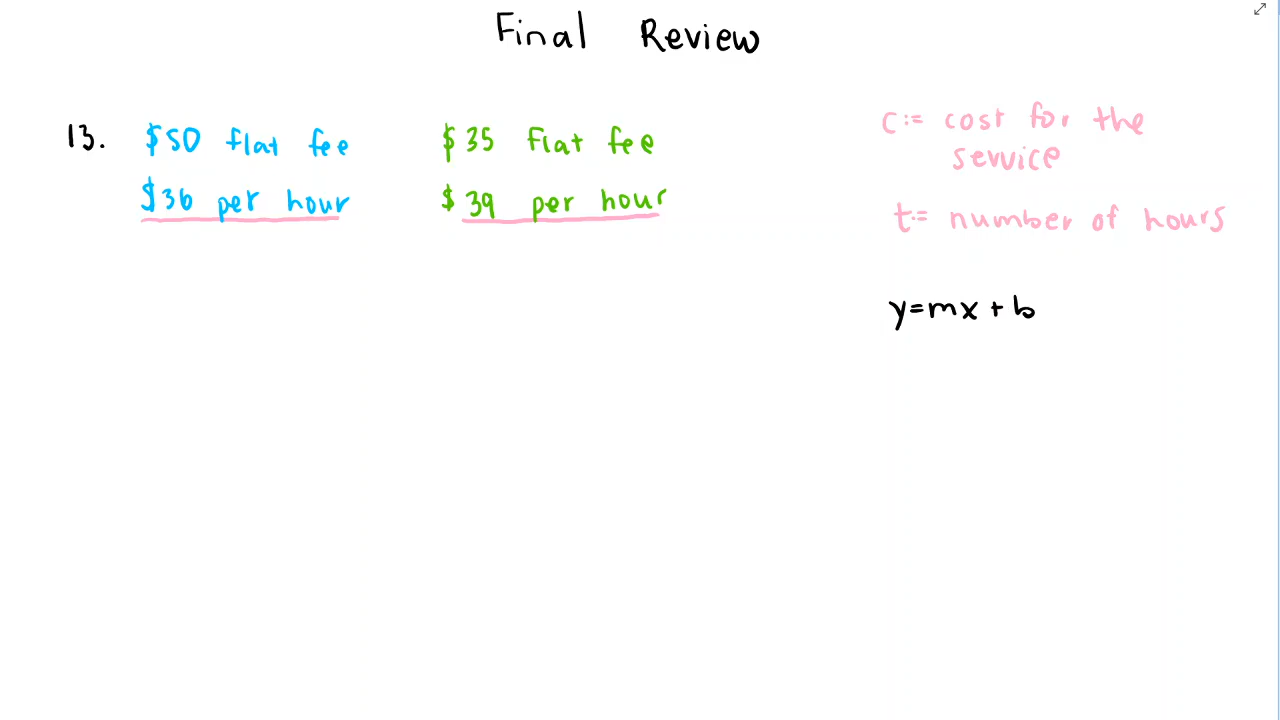 Final Review
13. $50 flat fee
$36 per hour
$35 flat fee
$39 per hour
c:= cost for the
service
t:= number of hours
y=mx+b